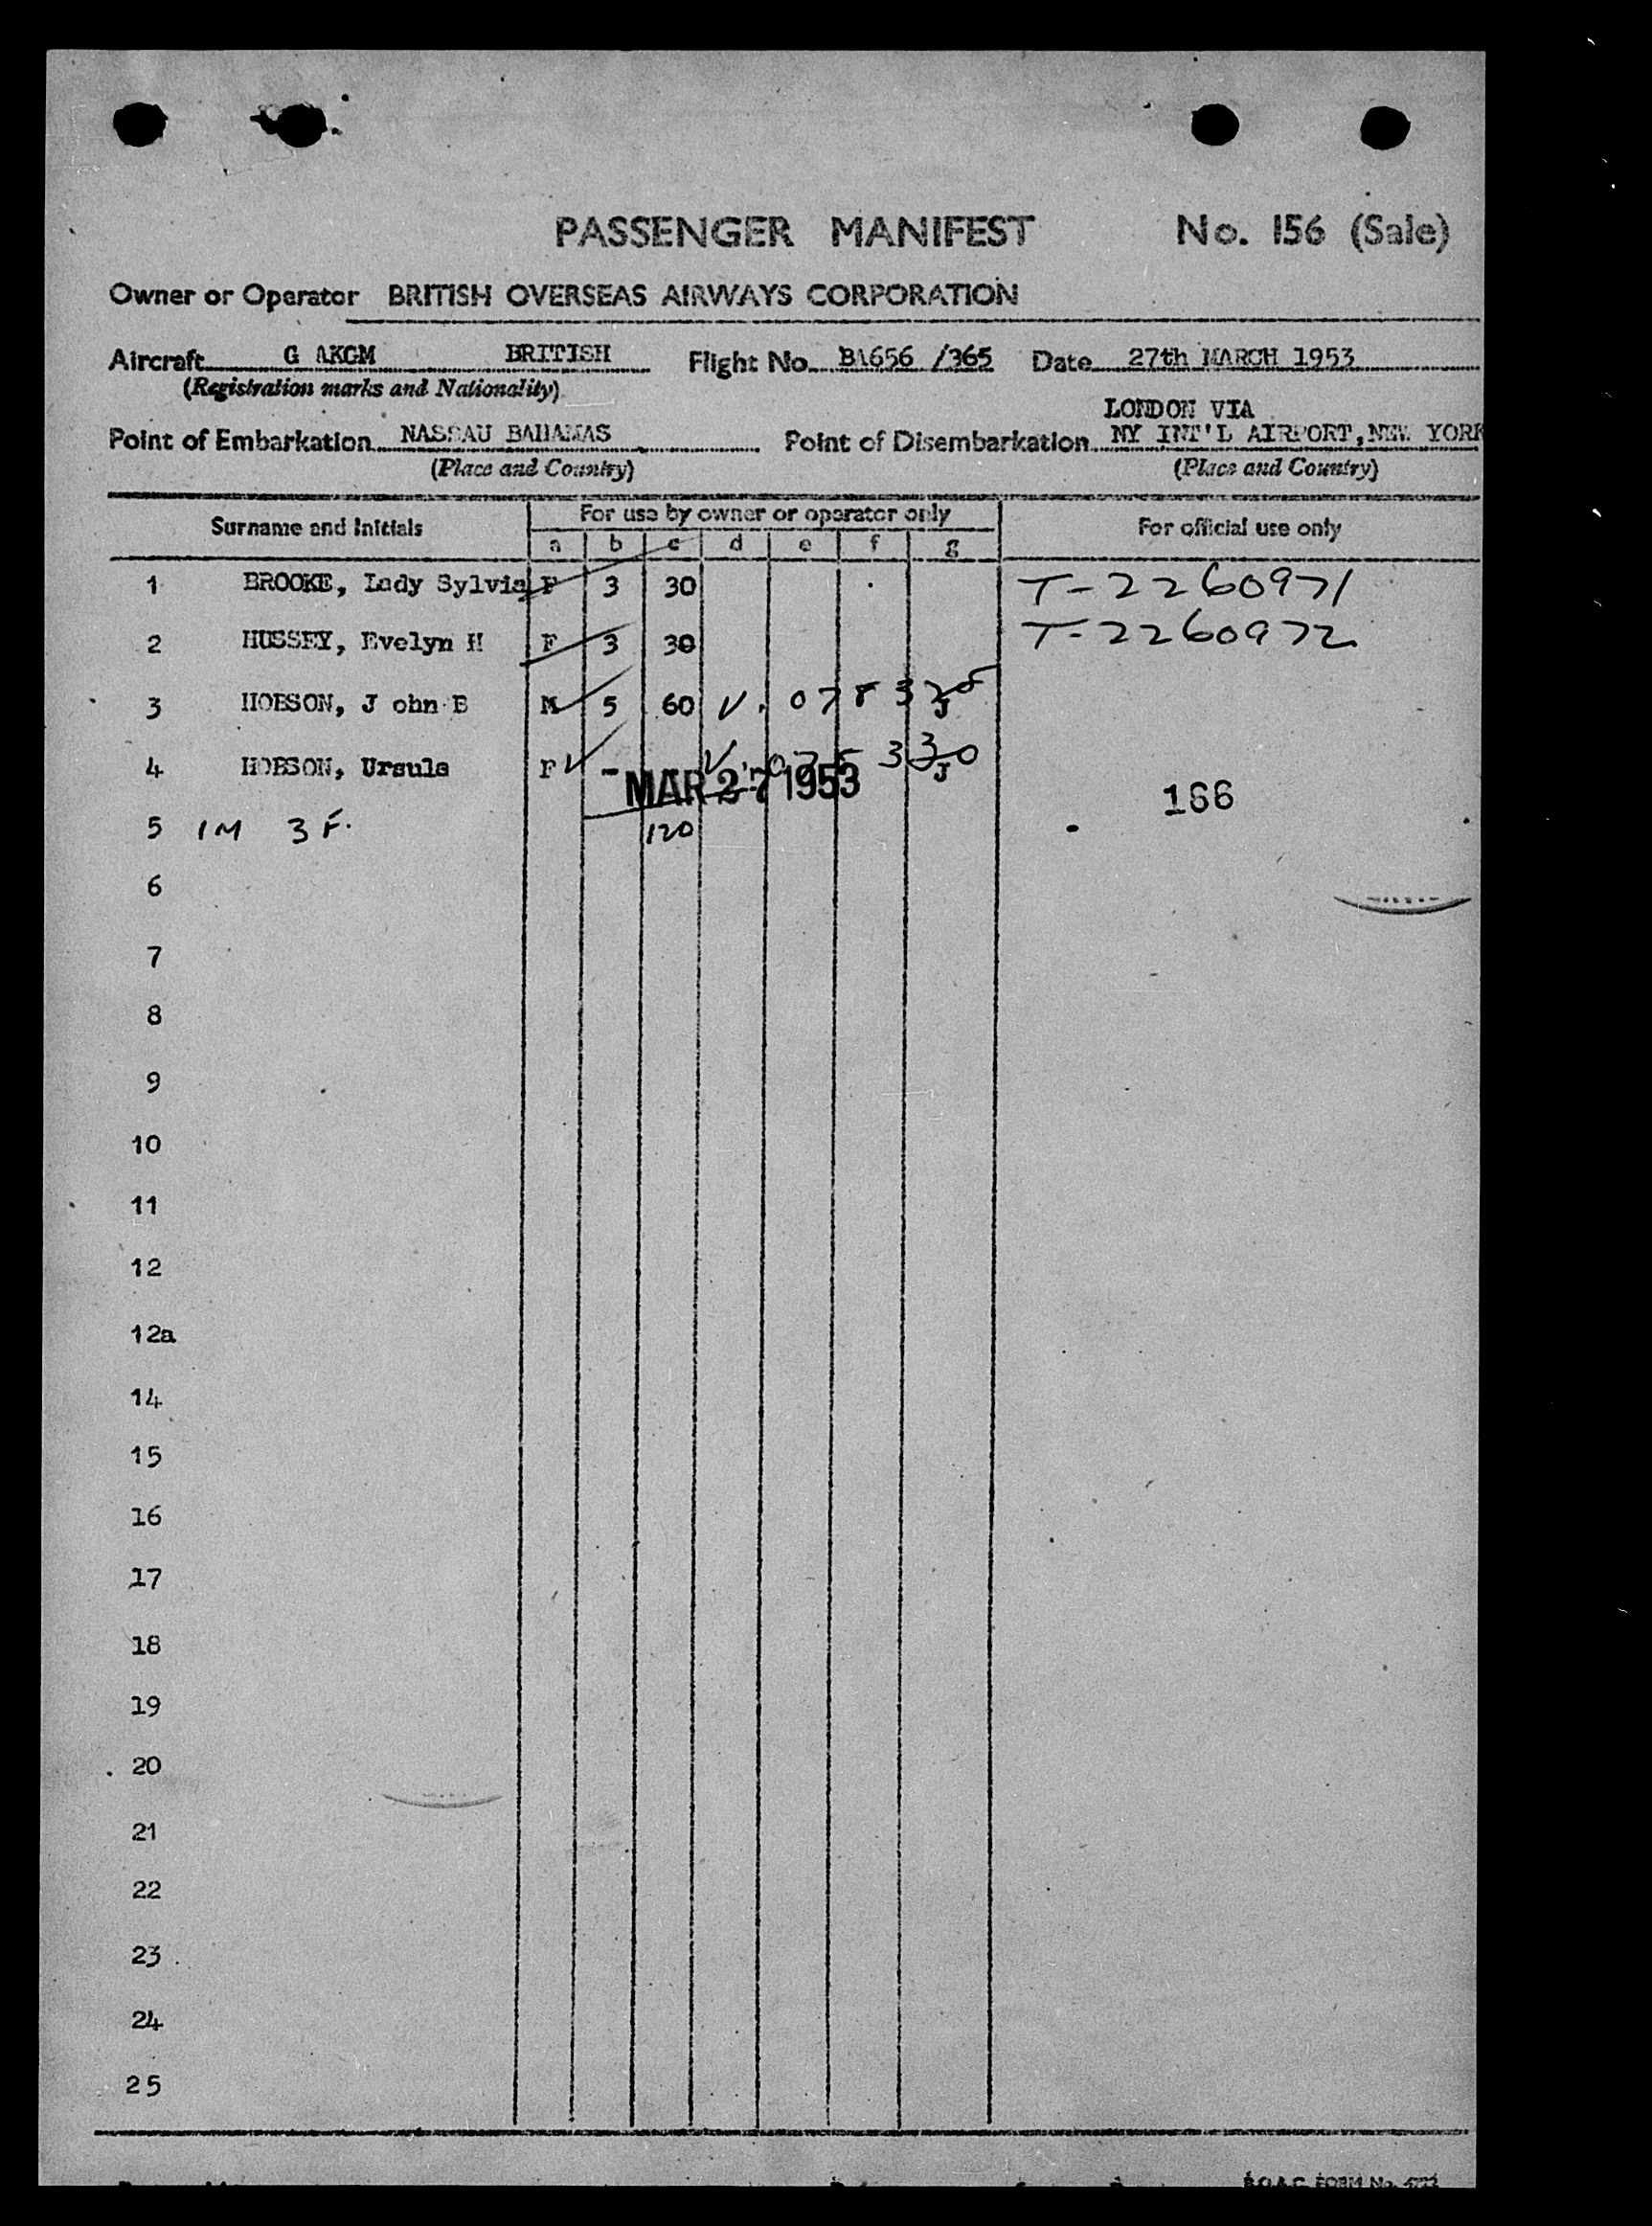 PASSENGER MANIFEST No. 156 (Sale)
Owner or Operator BRITISH OVERSEAS AIRWAYS CORPORATION
Aircraft G AKGM BRITISH Flight No. BA656 /365 Date 27th MARCH 1953
(Registration marks and Nationality)
LONDON VIA
Point of Embarkation NASSAU BAHAMAS Point of Disembarkation NY INT'L AIRPORT, NEW YORK
(Place and Country) (Place and Country)
Surname and Initials For use by owner or operator only For official use only
a b c d e f g
1 BROOKE, Lady Sylvia F 3 30 T-2260971
2 HUSSEY, Evelyn H F 3 30 T-2260972
3 HOBSON, J ohn B M 5 60 V.
4 HOBSON, Ursula F - - V.
MAR 27 1953
166
5 1M 3F. 120
6
7
8
9
10
11
12
12a
14
15
16
17
18
19
20
21
22
23
24
25
B.O.A.C. FORM No.